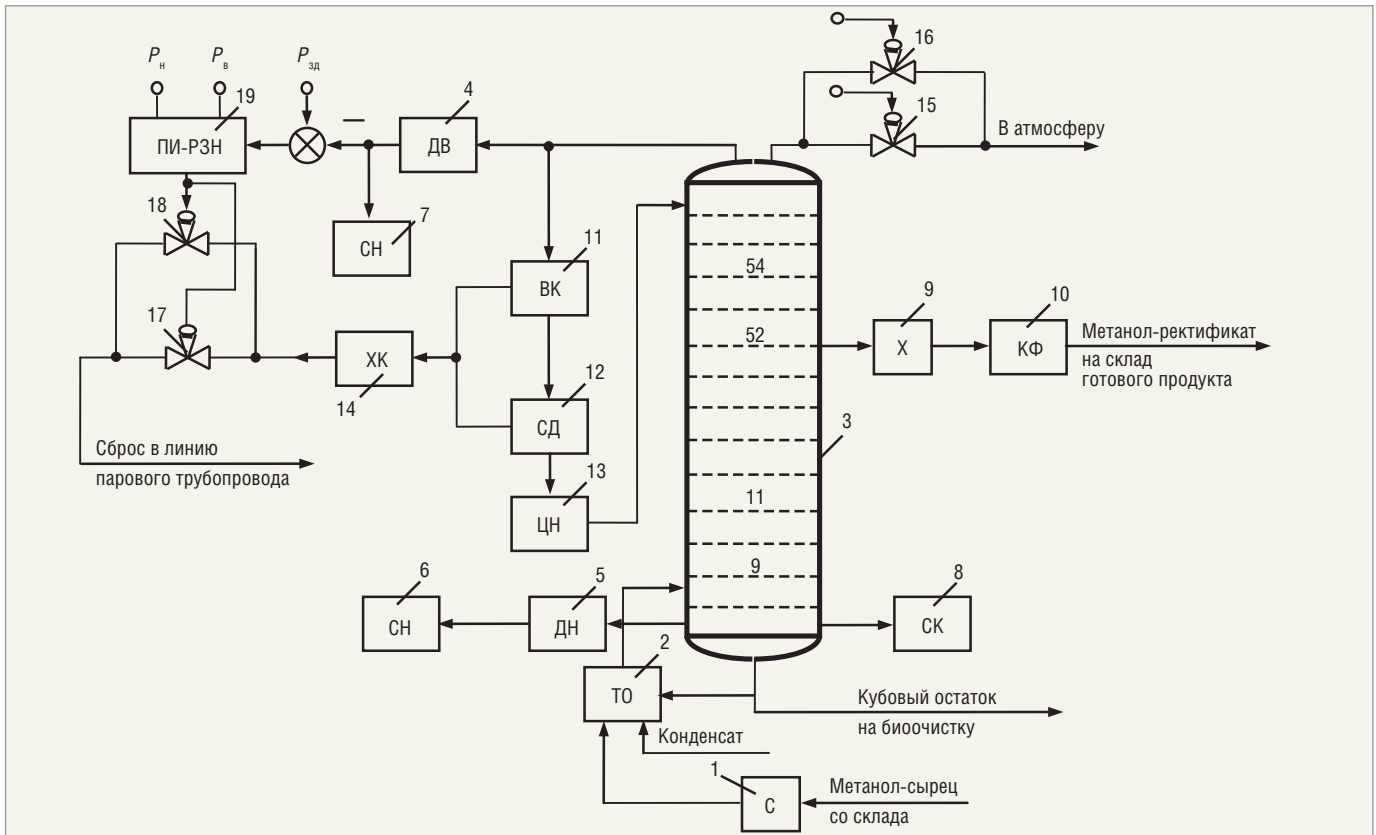 Pн
Pв
Pзд
19
ПИ-РЗН
–
4
ДВ
16
15
В атмосферу
18
7
СН
11
ВК
54
52
9
Х
10
КФ
Метанол-ректификат
на склад
готового продукта
17
ХК
14
12
СД
3
Сброс в линию
парового трубопровода
13
ЦН
11
9
6
СН
5
ДН
8
СК
2
ТО
Кубовый остаток
на биоочистку
Конденсат
1
С
Метанол-сырец
со склада